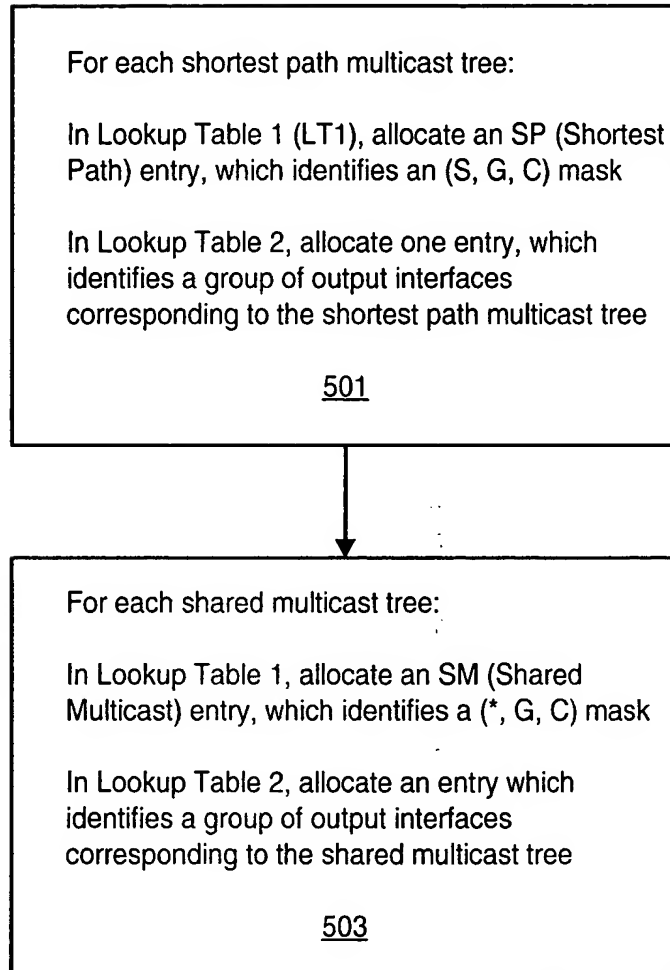 For each shortest path multicast tree:
In Lookup Table 1 (LT1), allocate an SP (Shortest
Path) entry, which identifies an (S, G, C) mask
In Lookup Table 2, allocate one entry, which
identifies a group of output interfaces
corresponding to the shortest path multicast tree
501
For each shared multicast tree:
In Lookup Table 1, allocate an SM (Shared
Multicast) entry, which identifies a (*, G, C) mask
In Lookup Table 2, allocate an entry which
identifies a group of output interfaces
corresponding to the shared multicast tree
503